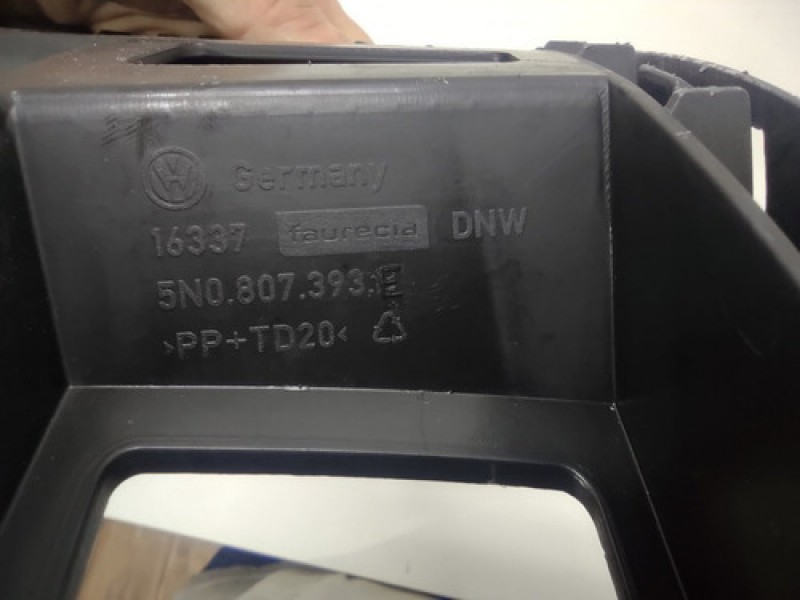 Germany
16337 faurecia DNW
5N0.807.393.E
>PP+TD20<